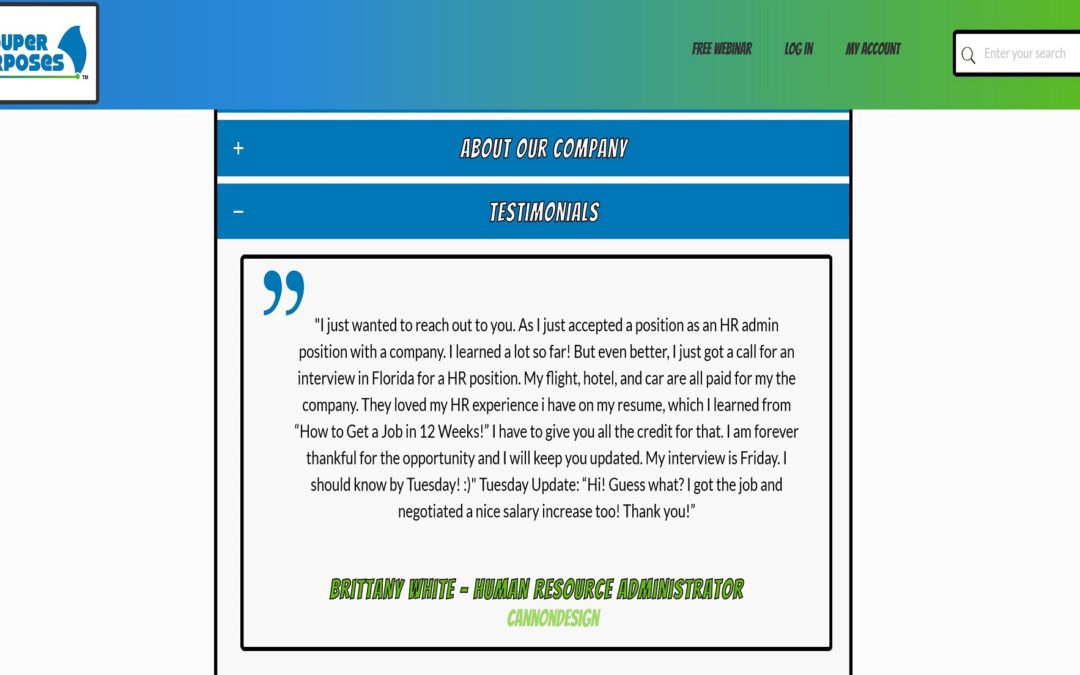 SUPER
RPOSES
TM
FREE WEBINAR
LOG IN
MY ACCOUNT
Enter your search
+ ABOUT OUR COMPANY
− TESTIMONIALS
”
"I just wanted to reach out to you. As I just accepted a position as an HR admin
position with a company. I learned a lot so far! But even better, I just got a call for an
interview in Florida for a HR position. My flight, hotel, and car are all paid for my the
company. They loved my HR experience i have on my resume, which I learned from
“How to Get a Job in 12 Weeks!” I have to give you all the credit for that. I am forever
thankful for the opportunity and I will keep you updated. My interview is Friday. I
should know by Tuesday! :)" Tuesday Update: “Hi! Guess what? I got the job and
negotiated a nice salary increase too! Thank you!”
BRITTANY WHITE - HUMAN RESOURCE ADMINISTRATOR
CANNONDESIGN